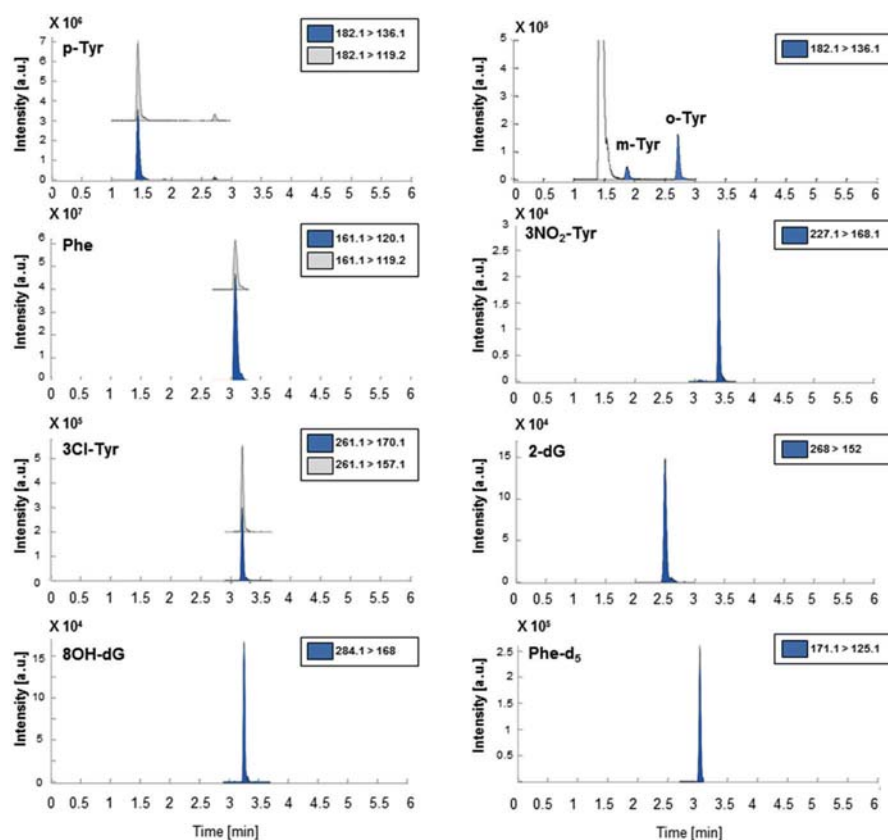 X 10⁶
p-Tyr
182.1 > 136.1
182.1 > 119.2
Intensity [a.u.]
7
6
5
4
3
2
1
0
0 0.5 1 1.5 2 2.5 3 3.5 4 4.5 5 5.5 6
X 10⁵
182.1 > 136.1
m-Tyr
o-Tyr
Intensity [a.u.]
5
4
3
2
1
0
0 0.5 1 1.5 2 2.5 3 3.5 4 4.5 5 5.5 6
X 10⁷
Phe
161.1 > 120.1
161.1 > 119.2
Intensity [a.u.]
6
5
4
3
2
1
0
0 0.5 1 1.5 2 2.5 3 3.5 4 4.5 5 5.5 6
X 10⁴
3NO₂-Tyr
227.1 > 168.1
Intensity [a.u.]
3
2.5
2
1.5
1
0.5
0
0 0.5 1 1.5 2 2.5 3 3.5 4 4.5 5 5.5 6
X 10⁵
3Cl-Tyr
261.1 > 170.1
261.1 > 157.1
Intensity [a.u.]
5
4
3
2
1
0
0 0.5 1 1.5 2 2.5 3 3.5 4 4.5 5 5.5 6
X 10⁴
2-dG
268 > 152
Intensity [a.u.]
15
10
5
0
0 0.5 1 1.5 2 2.5 3 3.5 4 4.5 5 5.5 6
X 10⁴
8OH-dG
284.1 > 168
Intensity [a.u.]
15
10
5
0
0 0.5 1 1.5 2 2.5 3 3.5 4 4.5 5 5.5 6
Time [min]
X 10⁵
Phe-d₅
171.1 > 125.1
Intensity [a.u.]
2.5
2
1.5
1
0.5
0 0.5 1 1.5 2 2.5 3 3.5 4 4.5 5 5.5 6
Time [min]